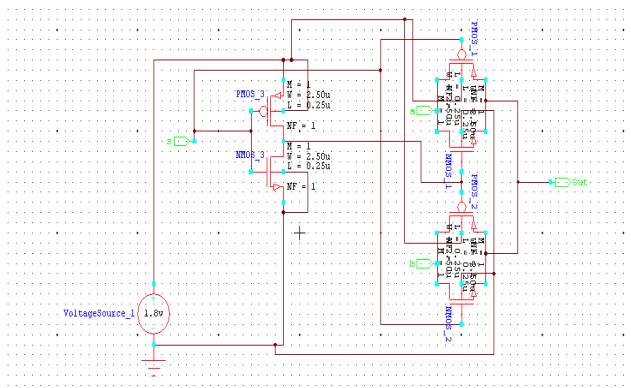 PMOS_1
PMOS_3
M = 1
W = 2.50u
L = 0.25u
NF = 1
a
s
M = 1
W = 2.50u
L = 0.25u
NMOS_3
NF = 1
NMOS_1
PMOS_2
Out
b
NMOS_2
VoltageSource_1
1.8v